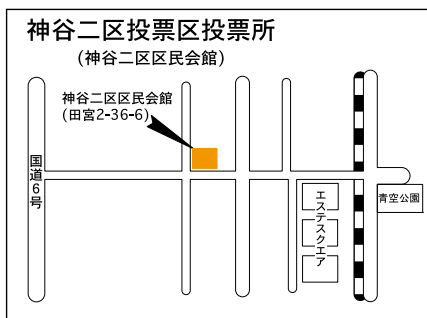 神谷二区投票区投票所
(神谷二区区民会館)
神谷二区区民会館
(田宮2-36-6)
国道6号
エステスクエア
青空公園